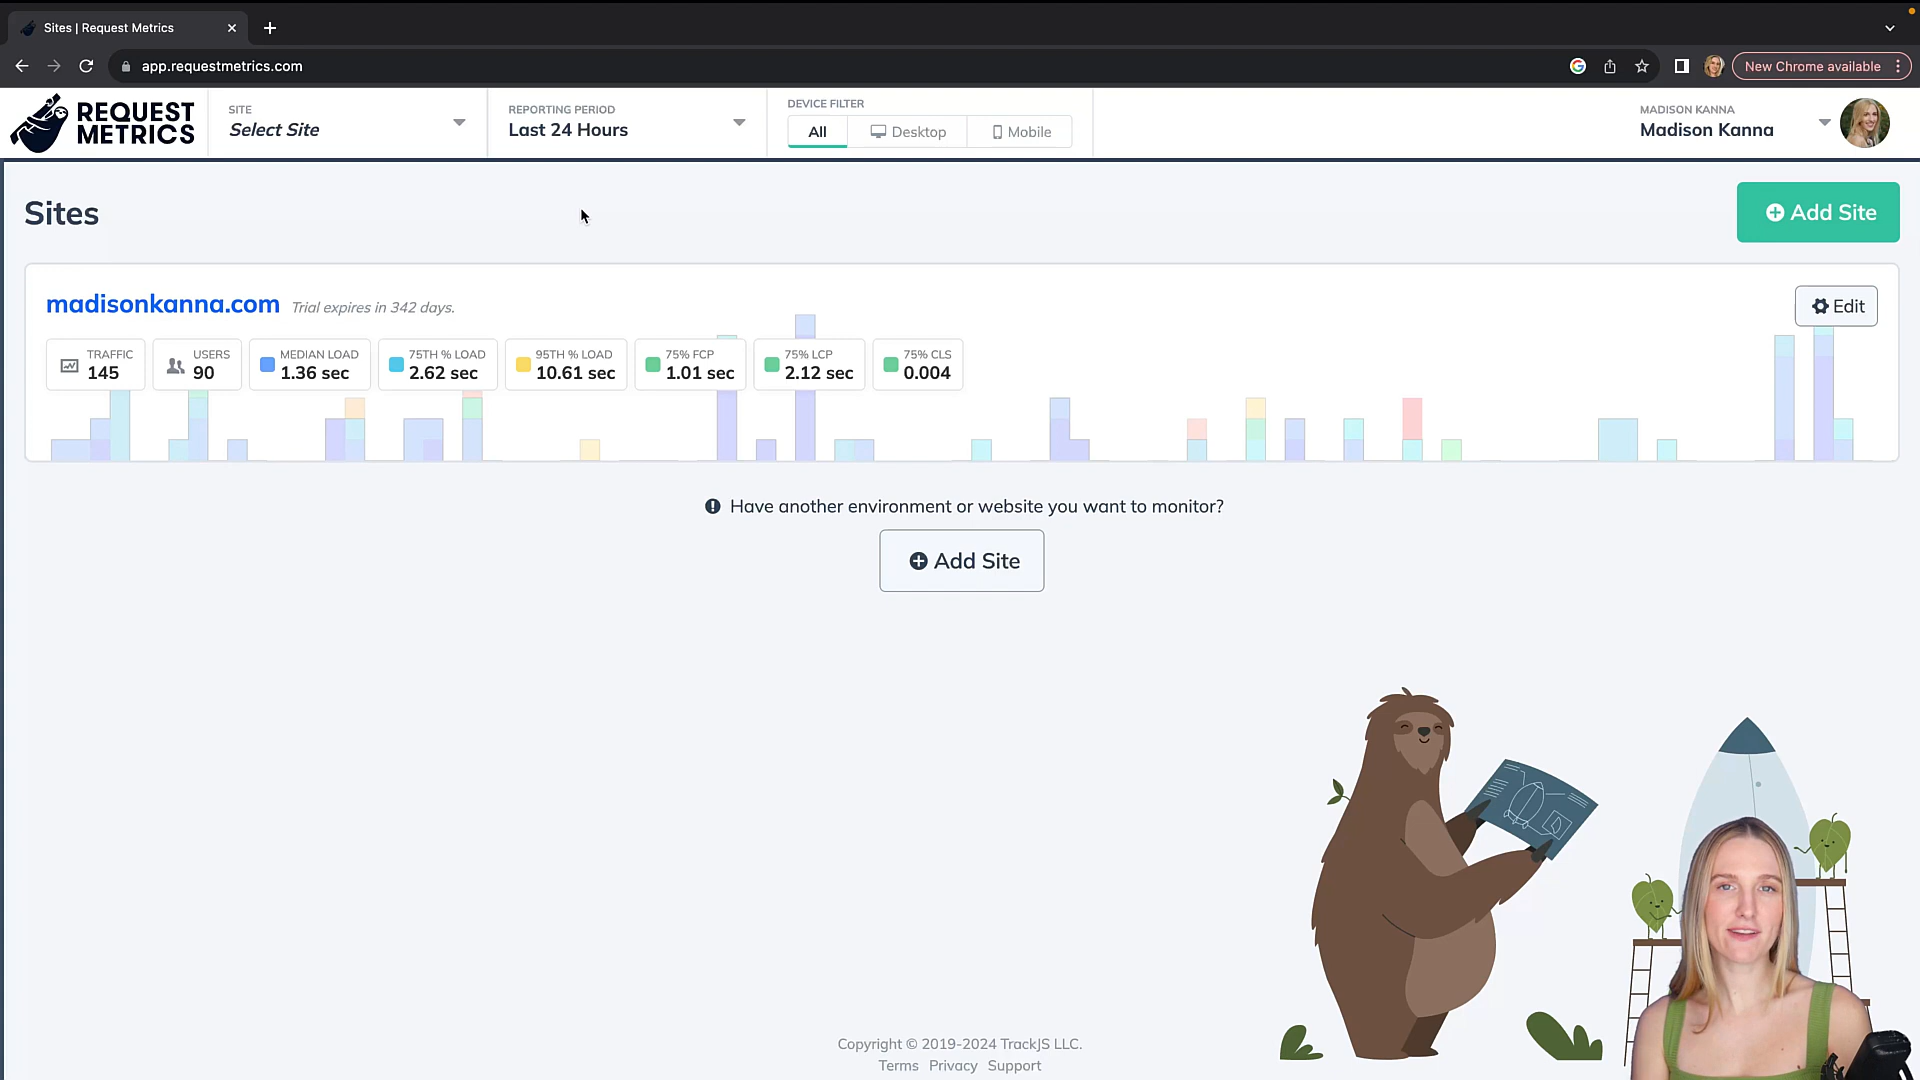 Sites | Request Metrics
app.requestmetrics.com
New Chrome available
REQUEST
METRICS
SITE
Select Site
REPORTING PERIOD
Last 24 Hours
DEVICE FILTER
All
Desktop
Mobile
MADISON KANNA
Madison Kanna
Sites
Add Site
madisonkanna.com Trial expires in 342 days.
Edit
TRAFFIC
145
USERS
90
MEDIAN LOAD
1.36 sec
75TH % LOAD
2.62 sec
95TH % LOAD
10.61 sec
75% FCP
1.01 sec
75% LCP
2.12 sec
75% CLS
0.004
Have another environment or website you want to monitor?
Add Site
Copyright © 2019-2024 TrackJS LLC.
Terms Privacy Support